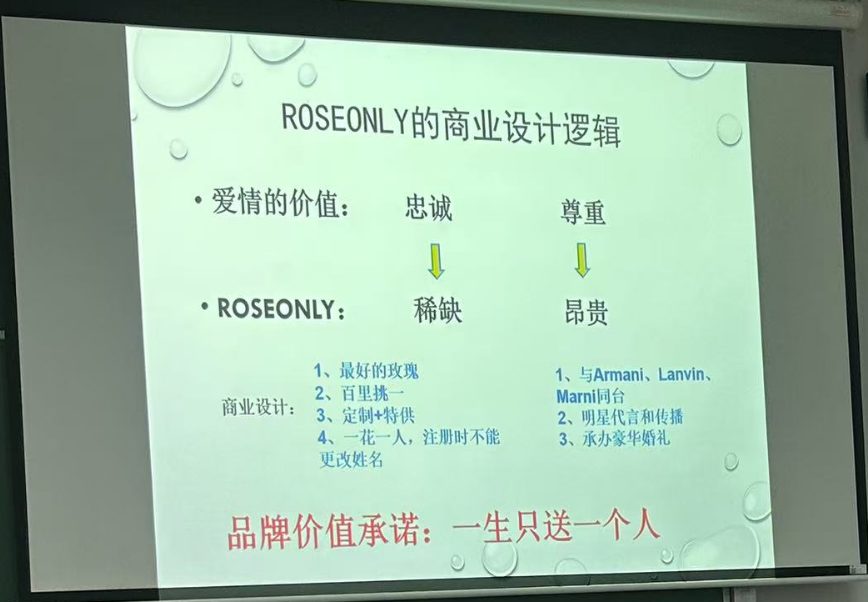 ROSEONLY的商业设计逻辑
• 爱情的价值： 忠诚 尊重
• ROSEONLY： 稀缺 昂贵
商业设计：
1、最好的玫瑰
2、百里挑一
3、定制+特供
4、一花一人，注册时不能
更改姓名
1、与Armani、Lanvin、
Marni同台
2、明星代言和传播
3、承办豪华婚礼
品牌价值承诺：一生只送一个人